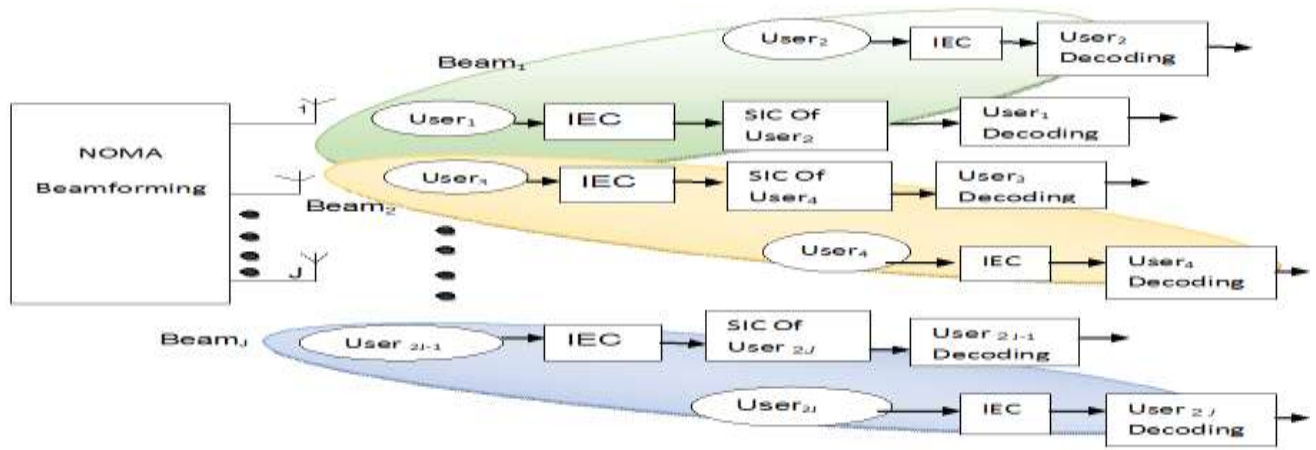 User₂
IEC
User₂
Decoding
Beam₁
1
User₁
IEC
SIC Of
User₂
User₁
Decoding
NOMA
Beamforming
User₃
IEC
SIC Of
User₄
User₃
Decoding
Beam₂
User₄
IEC
User₄
Decoding
J
Beam_J
User 2J-1
IEC
SIC Of
User 2J
User 2J-1
Decoding
User₂J
IEC
User 2J
Decoding